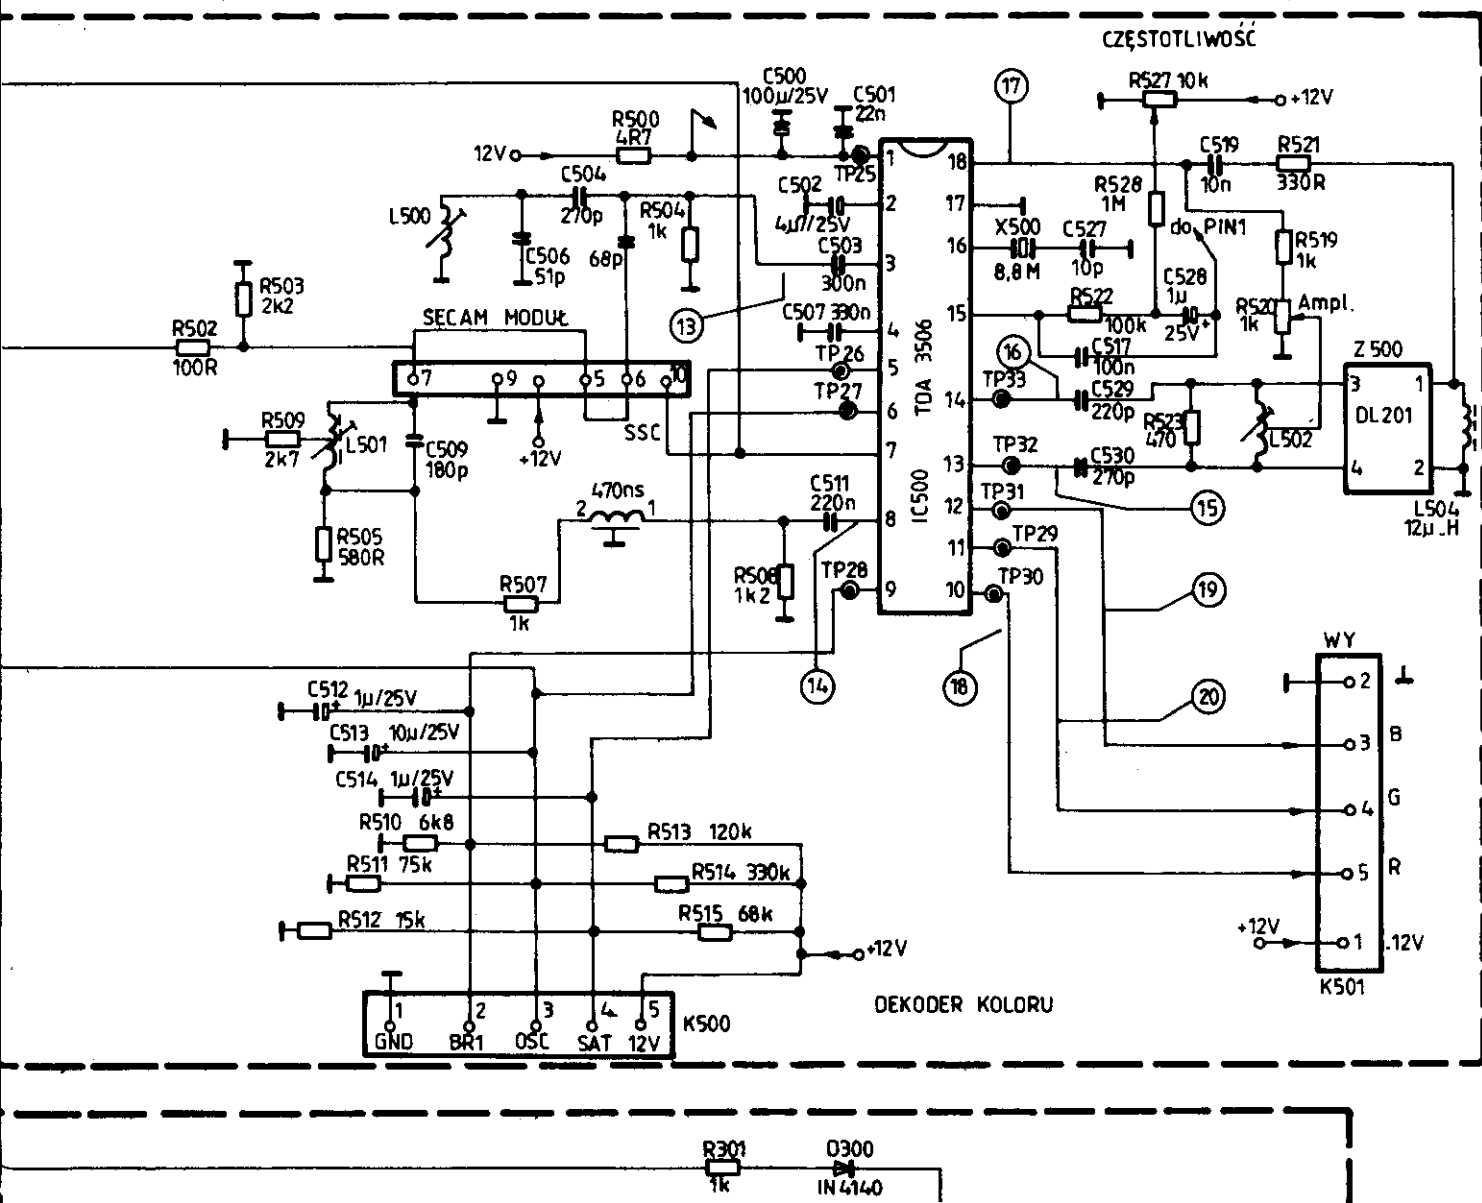 CZĘSTOTLIWOŚĆ
R527 10k
+12V
17
C500
100µ/25V
C501
22n
R500
4R7
12V
TP25
1
18
C519
10n
R521
330R
C504
270p
L500
C506
51p
68p
R504
1k
C502
4µ7/25V
2
17
R528
1M
do PIN1
X500
8,8M
C527
10p
16
R519
1k
C503
300n
3
13
R503
2k2
R502
100R
SECAM MODUŁ
C507 330n
4
15
R522
100k
C528
1µ
25V
+
R520
1k
Ampl.
C517
100n
16
TDA 3506
IC500
TP26
5
TP27
6
7
TP33
14
C529
220p
R523
470
L502
Z500
3
1
DL201
4
2
L504
12µ_H
7
9
5
6
10
SSC
+12V
R509
2k7
L501
C509
180p
R505
580R
TP32
13
C530
270p
15
470ns
2
1
C511
220n
8
TP31
12
TP29
11
TP30
10
R507
1k
R508
1k2
TP28
9
14
18
19
20
WY
2
3
B
4
G
5
R
+12V
1
.12V
K501
C512
1µ/25V
+
C513
10µ/25V
+
C514
1µ/25V
+
R510
6k8
R513 120k
R511 75k
R514 330k
R512 15k
R515 68k
+12V
1
2
3
4
5
GND
BR1
OSC
SAT
12V
K500
DEKODER KOLORU
R301
1k
D300
IN4140